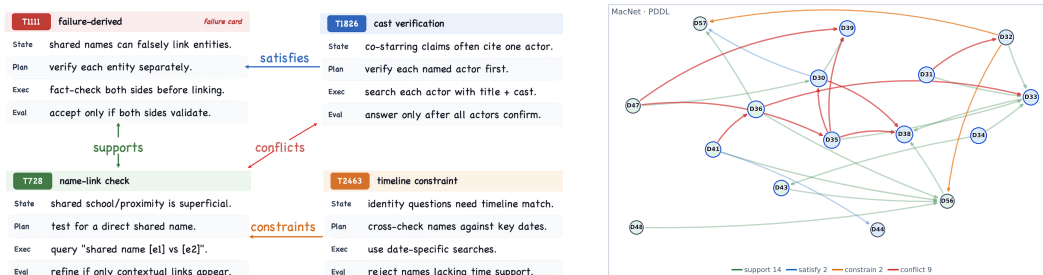 T1111 failure-derived failure card
State shared names can falsely link entities.
Plan verify each entity separately.
Exec fact-check both sides before linking.
Eval accept only if both sides validate.
satisfies
T1826 cast verification
State co-starring claims often cite one actor.
Plan verify each named actor first.
Exec search each actor with title + cast.
Eval answer only after all actors confirm.
supports
conflicts
T728 name-link check
State shared school/proximity is superficial.
Plan test for a direct shared name.
Exec query "shared name [e1] vs [e2]".
Eval refine if only contextual links appear.
constraints
T2463 timeline constraint
State identity questions need timeline match.
Plan cross-check names against key dates.
Exec use date-specific searches.
Eval reject names lacking time support.
MacNet · PDDL
D57
D39
D32
D30
D31
D33
D47
D36
D35
D38
D34
D41
D43
D56
D48
D44
support 14 satisfy 2 constrain 2 conflict 9